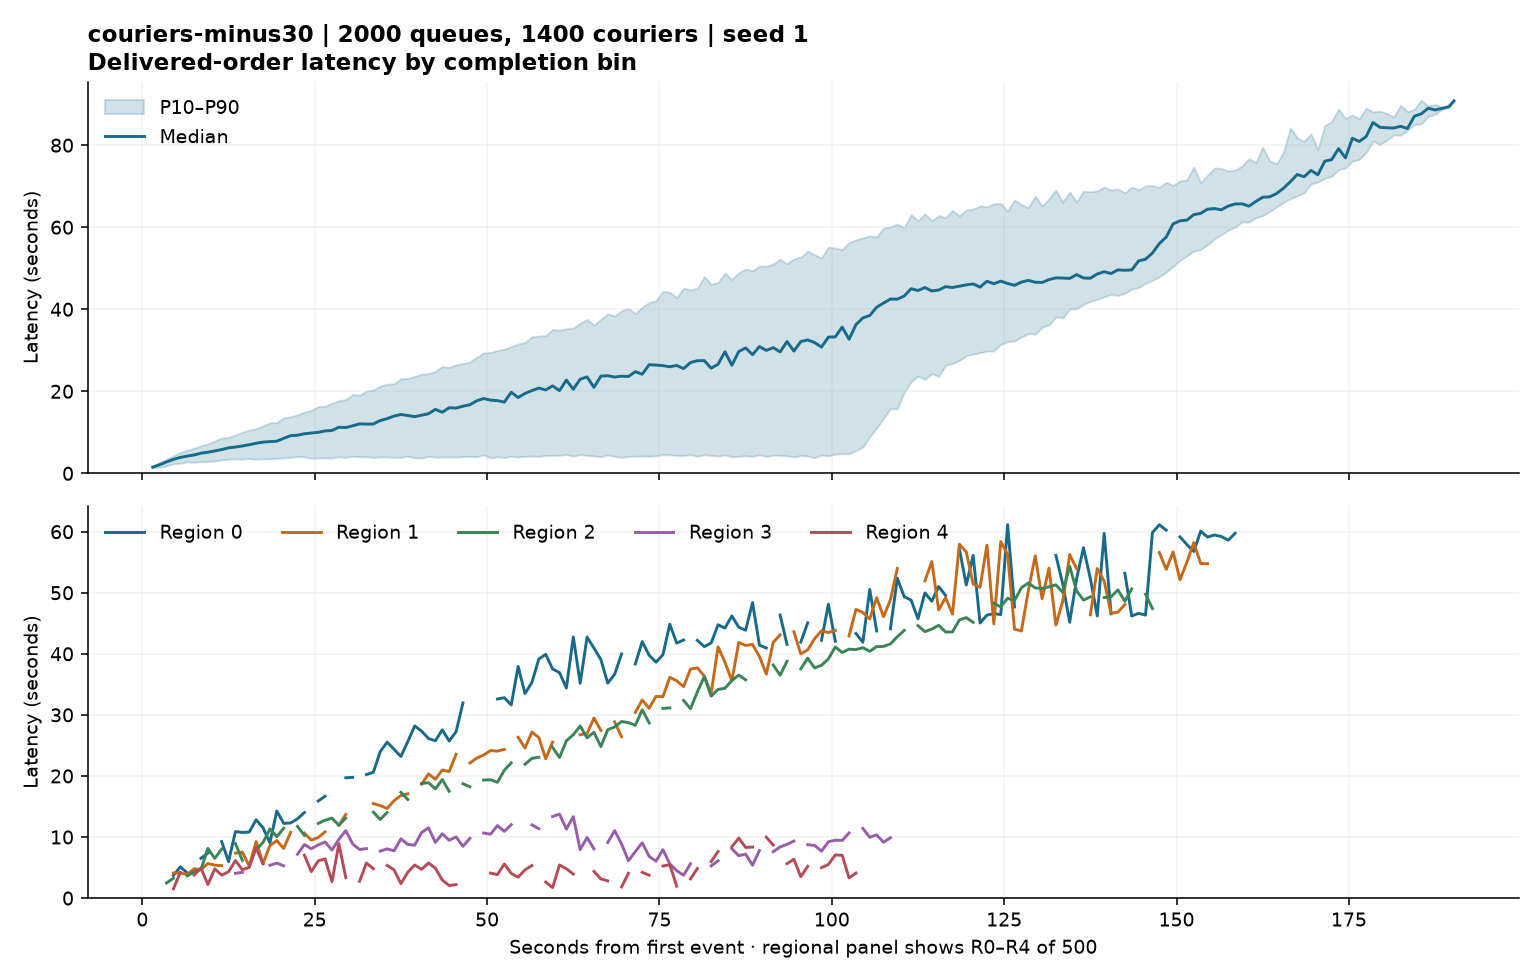 couriers-minus30 | 2000 queues, 1400 couriers | seed 1
Delivered-order latency by completion bin
P10–P90
Median
Latency (seconds)
80
60
40
20
0
Region 0
Region 1
Region 2
Region 3
Region 4
Latency (seconds)
60
50
40
30
20
10
0
0 25 50 75 100 125 150 175
Seconds from first event · regional panel shows R0–R4 of 500